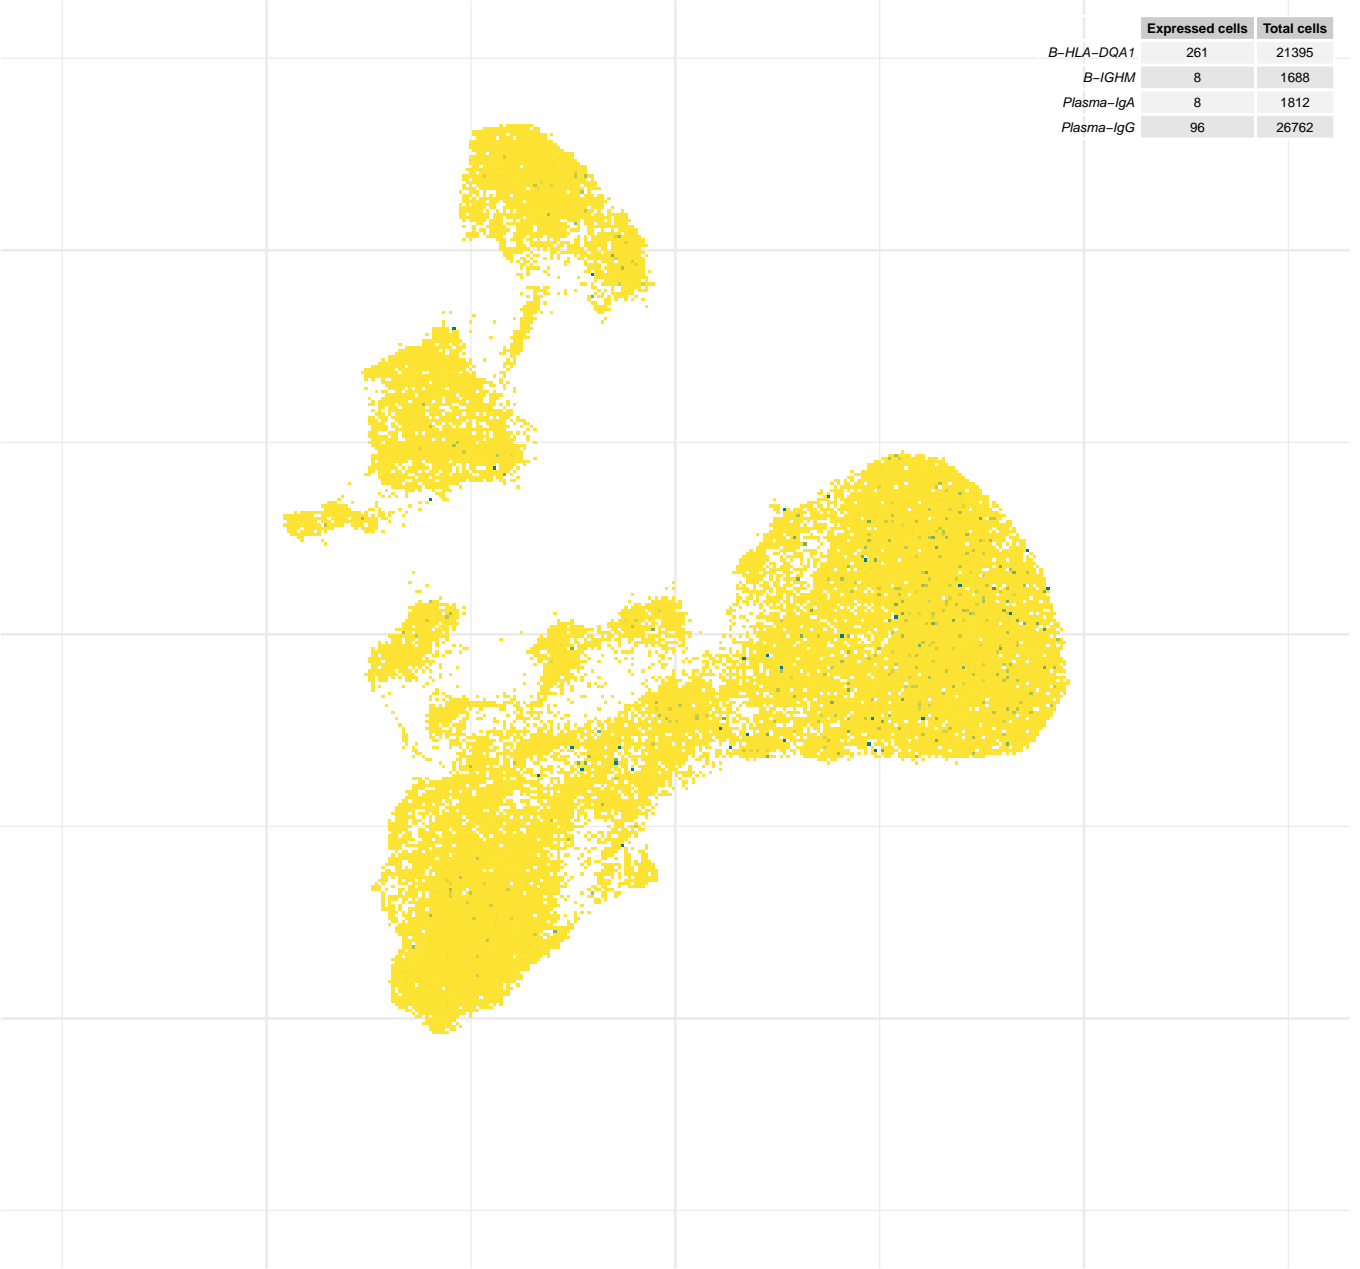 Expressed cells Total cells
B−HLA−DQA1 261 21395
B−IGHM 8 1688
Plasma−IgA 8 1812
Plasma−IgG 96 26762